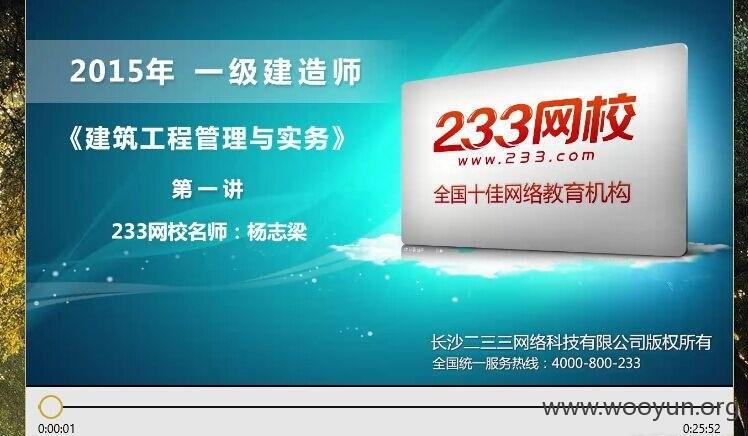 2015年 一级建造师
《建筑工程管理与实务》
第一讲
233网校名师：杨志梁
233网校
www.233.com
全国十佳网络教育机构
长沙二三三网络科技有限公司版权所有
全国统一服务热线：4000-800-233
www.wooyun.org
0:00:01
0:25:52